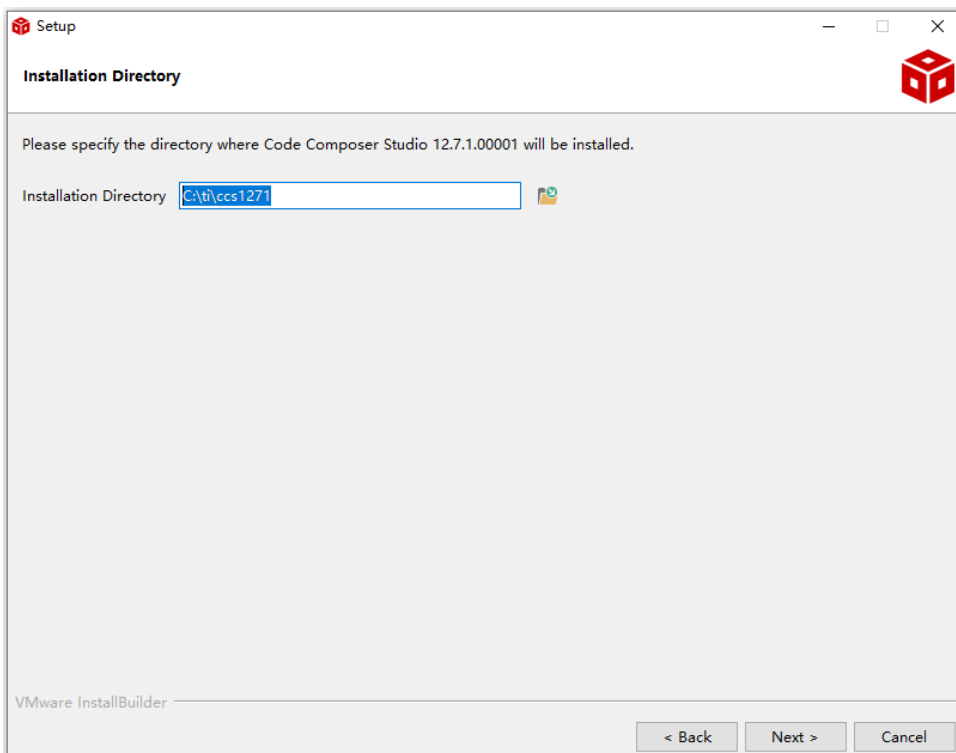 Setup
Installation Directory
Please specify the directory where Code Composer Studio 12.7.1.00001 will be installed.
Installation Directory C:\ti\ccs1271
VMware InstallBuilder
< Back Next > Cancel